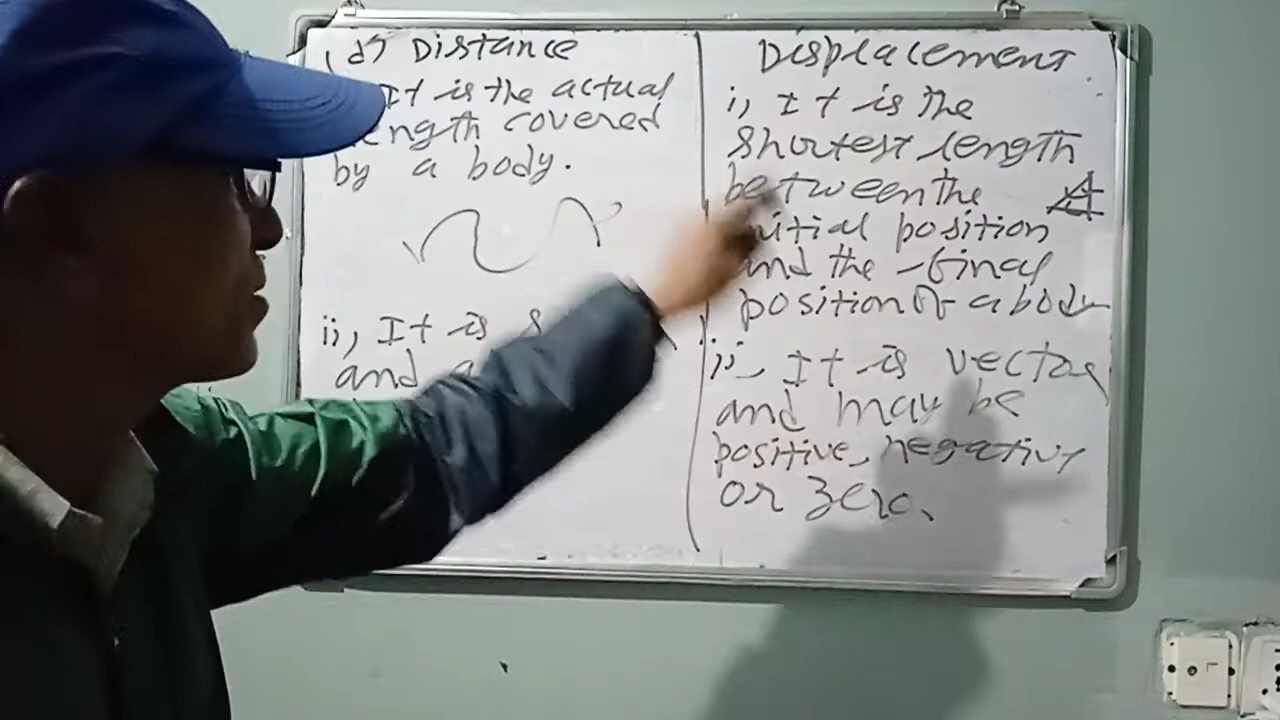 (d) Distance
It is the actual
length covered
by a body.
ii, It is
and
Displacement
i, It is the
shortest length
between the
initial position
and the final
position of a body
ii, It is vector
and may be
positive, negative
or zero.